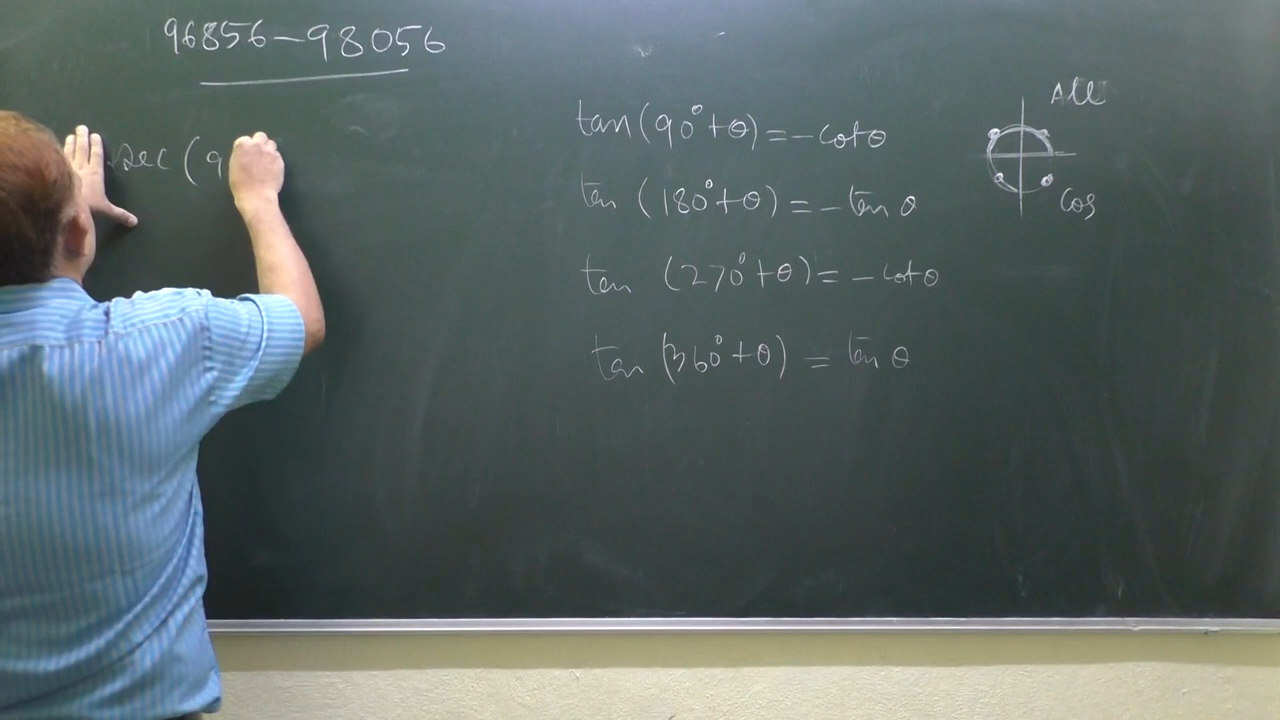 96856-98056
sec (9
tan(90°+θ)=-cotθ
tan (180°+θ)=-tan θ
tan (270°+θ)=-cotθ
tan (360°+θ) = tan θ
All
Cos